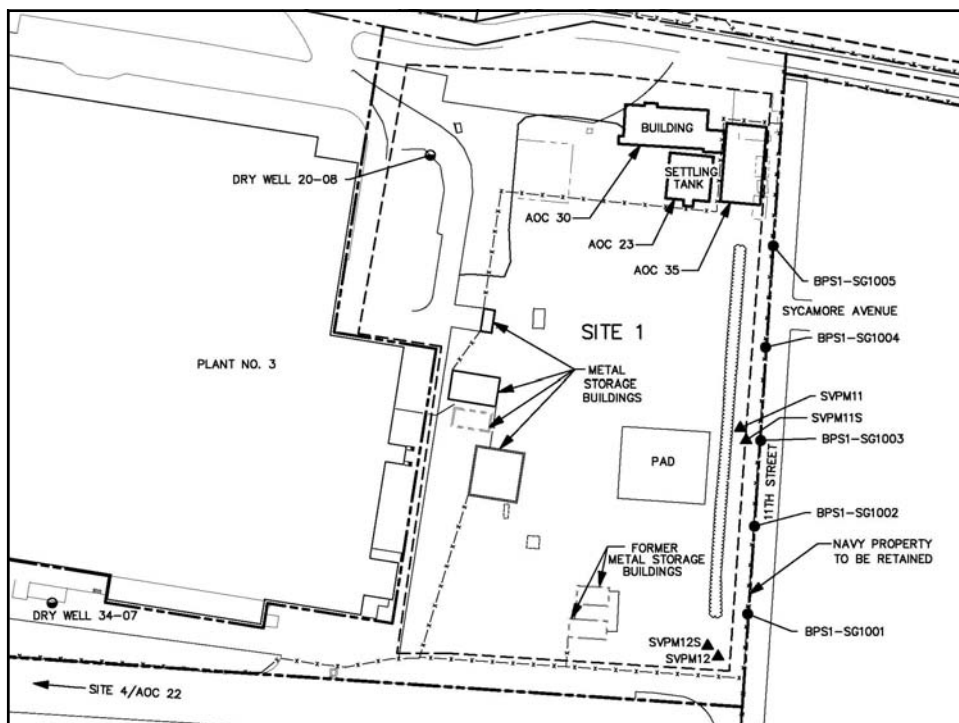 BUILDING
DRY WELL 20-08
SETTLING
TANK
AOC 30
AOC 23
AOC 35
BPS1-SG1005
SYCAMORE AVENUE
SITE 1
BPS1-SG1004
PLANT NO. 3
METAL
STORAGE
BUILDINGS
SVPM11
SVPM11S
BPS1-SG1003
PAD
11TH STREET
BPS1-SG1002
NAVY PROPERTY
TO BE RETAINED
FORMER
METAL STORAGE
BUILDINGS
DRY WELL 34-07
BPS1-SG1001
SVPM12S
SVPM12
SITE 4/AOC 22